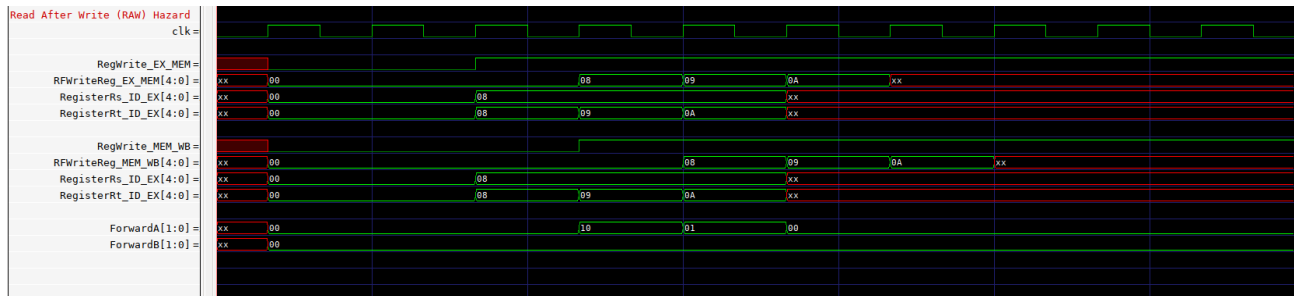 Read After Write (RAW) Hazard
clk=
RegWrite_EX_MEM=
RFWriteReg_EX_MEM[4:0]= xx 00 08 09 0A xx
RegisterRs_ID_EX[4:0]= xx 00 08 xx
RegisterRt_ID_EX[4:0]= xx 00 08 09 0A xx
RegWrite_MEM_WB=
RFWriteReg_MEM_WB[4:0]= xx 00 08 09 0A xx
RegisterRs_ID_EX[4:0]= xx 00 08 xx
RegisterRt_ID_EX[4:0]= xx 00 08 09 0A xx
ForwardA[1:0]= xx 00 10 01 00
ForwardB[1:0]= xx 00